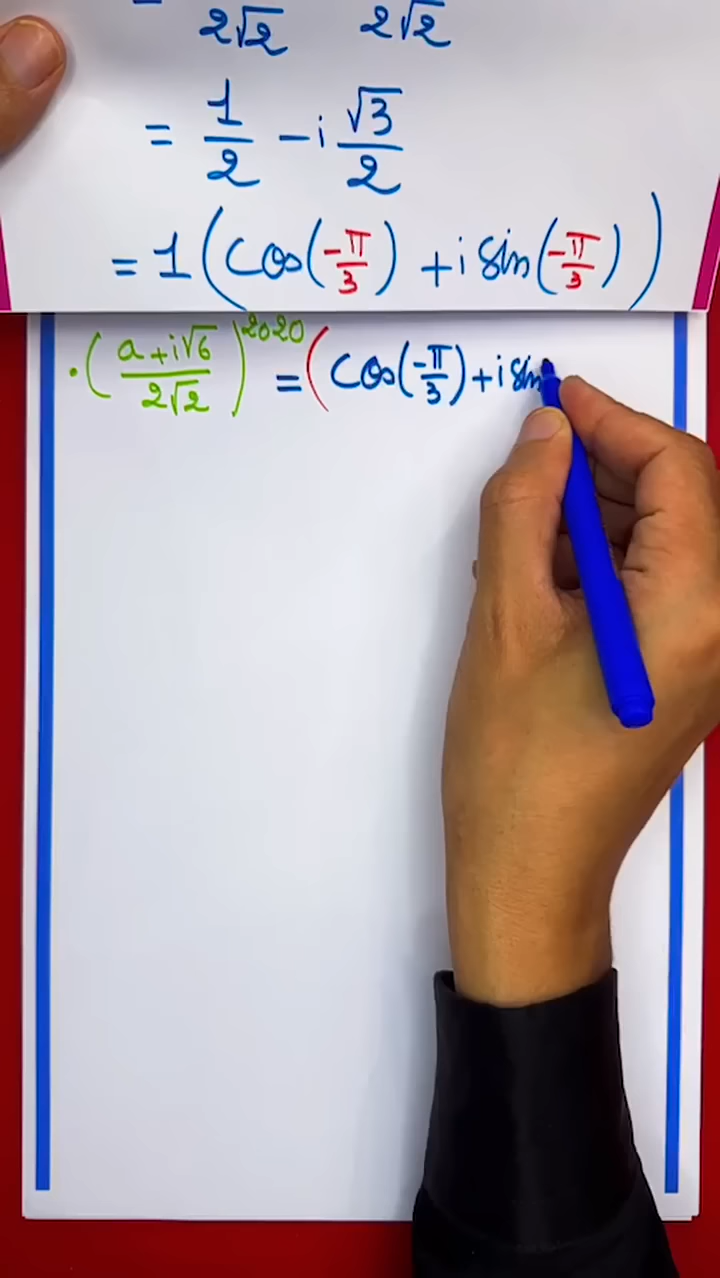 = 2√2 2√2
= 1/2 - i √3/2
= 1 (cos(-π/3) + i sin(-π/3))
• ((a + i√6)/(2√2))^2020 = (cos(-π/3) + i sin